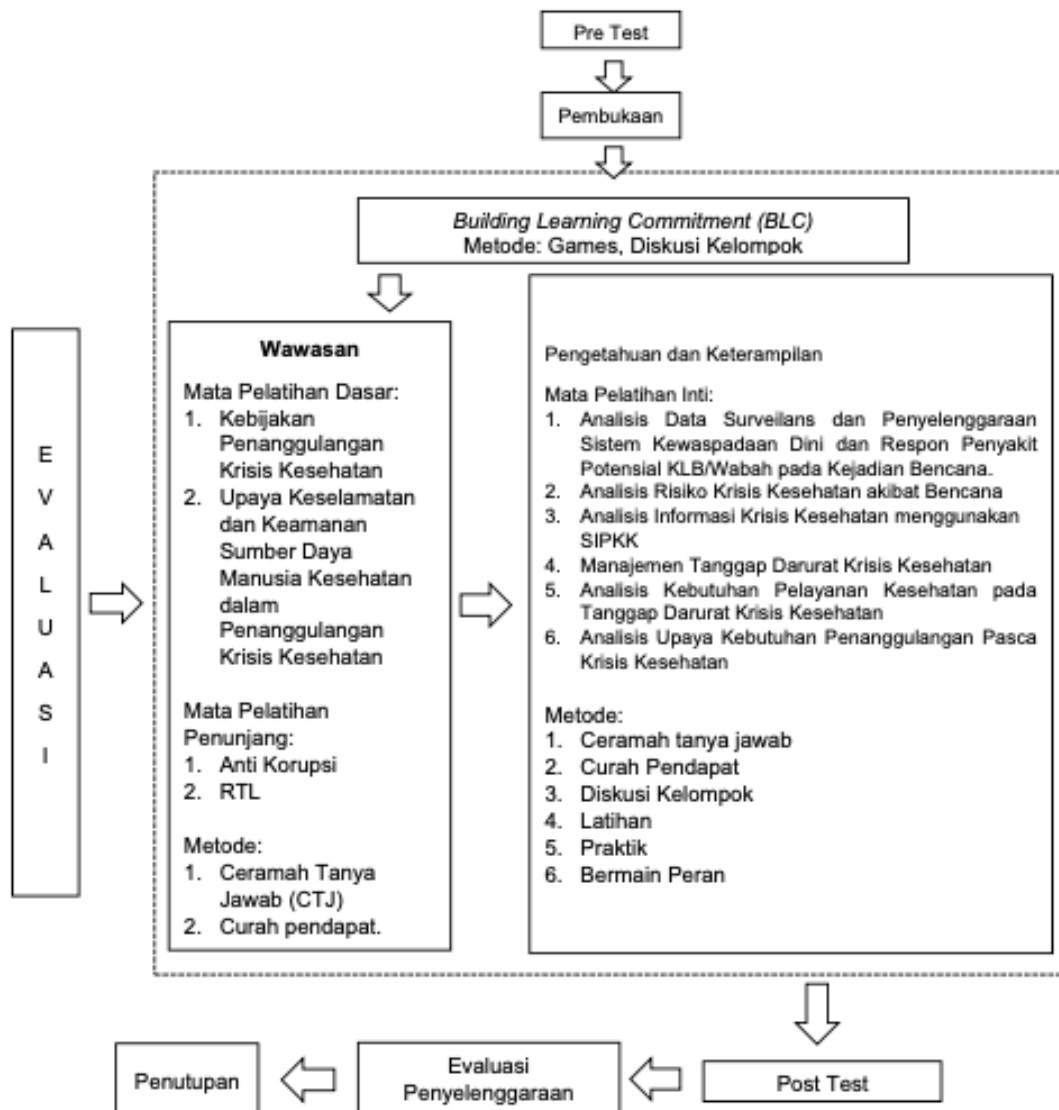 Pre Test
Pembukaan
Building Learning Commitment (BLC)
Metode: Games, Diskusi Kelompok
E
V
A
L
U
A
S
I
Wawasan
Mata Pelatihan Dasar:
1. Kebijakan
Penanggulangan
Krisis Kesehatan
2. Upaya Keselamatan
dan Keamanan
Sumber Daya
Manusia Kesehatan
dalam
Penanggulangan
Krisis Kesehatan
Mata Pelatihan
Penunjang:
1. Anti Korupsi
2. RTL
Metode:
1. Ceramah Tanya
Jawab (CTJ)
2. Curah pendapat.
Pengetahuan dan Keterampilan
Mata Pelatihan Inti:
1. Analisis Data Surveilans dan Penyelenggaraan
Sistem Kewaspadaan Dini dan Respon Penyakit
Potensial KLB/Wabah pada Kejadian Bencana.
2. Analisis Risiko Krisis Kesehatan akibat Bencana
3. Analisis Informasi Krisis Kesehatan menggunakan
SIPKK
4. Manajemen Tanggap Darurat Krisis Kesehatan
5. Analisis Kebutuhan Pelayanan Kesehatan pada
Tanggap Darurat Krisis Kesehatan
6. Analisis Upaya Kebutuhan Penanggulangan Pasca
Krisis Kesehatan
Metode:
1. Ceramah tanya jawab
2. Curah Pendapat
3. Diskusi Kelompok
4. Latihan
5. Praktik
6. Bermain Peran
Post Test
Evaluasi
Penyelenggaraan
Penutupan